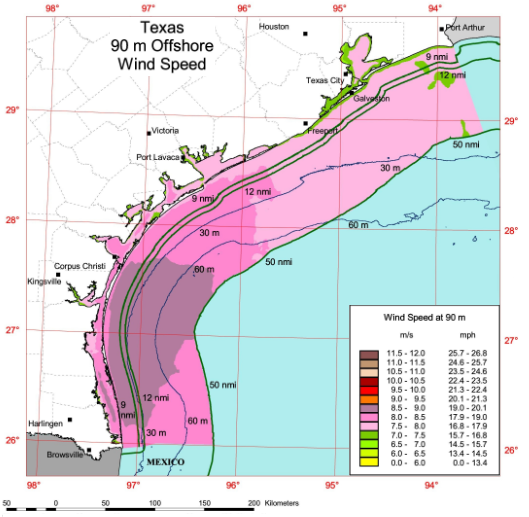 98°
97°
96°
95°
94°
Texas
90 m Offshore
Wind Speed
Houston
Port Arthur
9 nmi
12 nmi
Texas City
Galveston
29°
29°
Freeport
Victoria
50 nmi
Port Lavaca
30 m
9 nmi
12 nmi
28°
28°
30 m
60 m
50 nmi
60 m
Corpus Christi
Kingsville
Wind Speed at 90 m
m/s mph
11.5 - 12.0 25.7 - 26.8
11.0 - 11.5 24.6 - 25.7
10.5 - 11.0 23.5 - 24.6
10.0 - 10.5 22.4 - 23.5
9.5 - 10.0 21.3 - 22.4
9.0 - 9.5 20.1 - 21.3
8.5 - 9.0 19.0 - 20.1
8.0 - 8.5 17.9 - 19.0
7.5 - 8.0 16.8 - 17.9
7.0 - 7.5 15.7 - 16.8
6.5 - 7.0 14.5 - 15.7
6.0 - 6.5 13.4 - 14.5
0.0 - 6.0 0.0 - 13.4
27°
27°
50 nmi
12 nmi
9
nmi
60 m
30 m
Harlingen
26°
26°
Brownsville
MEXICO
98°
97°
96°
95°
94°
50 0 50 100 150 200 Kilometers